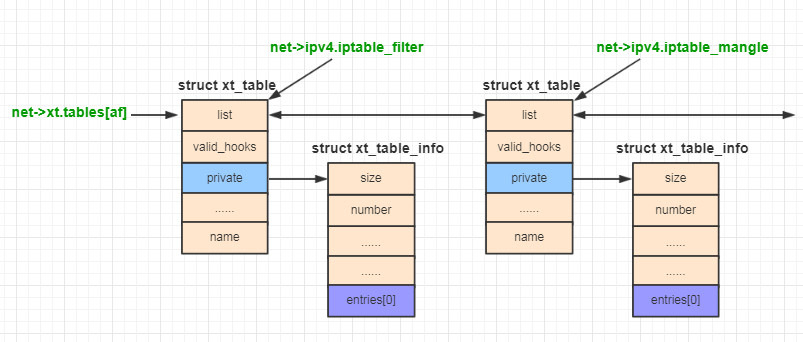 net->ipv4.iptable_filter
net->ipv4.iptable_mangle
struct xt_table
struct xt_table
net->xt.tables[af]
list
list
valid_hooks
valid_hooks
struct xt_table_info
struct xt_table_info
private
size
private
size
......
number
......
number
name
......
name
......
......
......
entries[0]
entries[0]